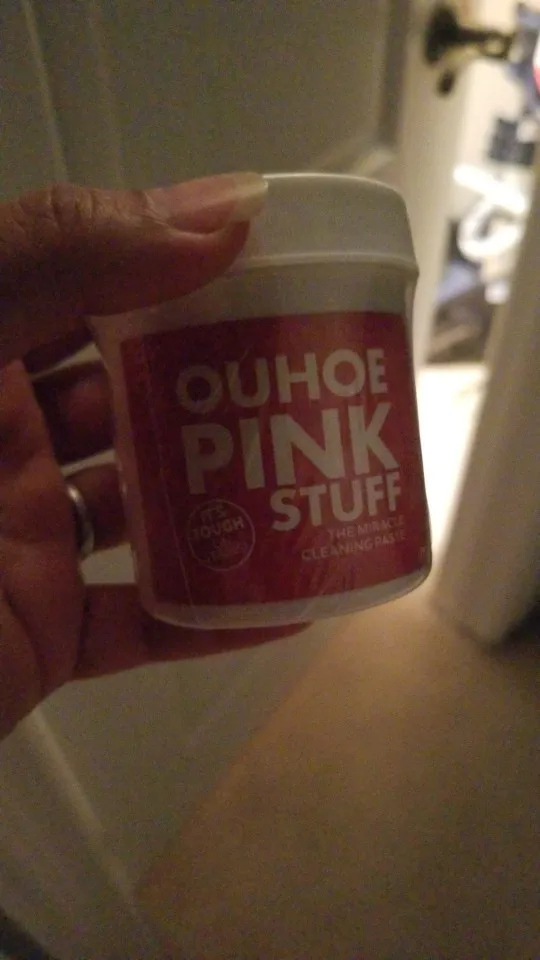 OUHOE
PINK
STUFF
IT'S
TOUGH
THE MIRACLE
CLEANING PASTE